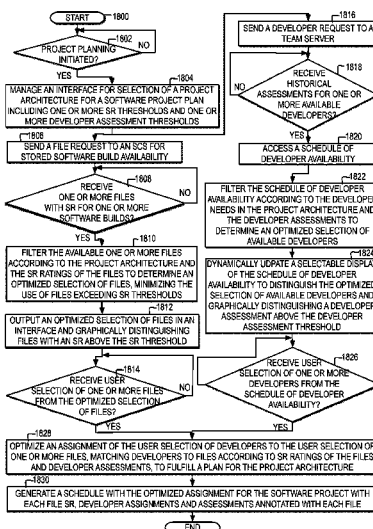 START
1800
1602
PROJECT PLANNING
INITIATED?
NO
YES
1804
MANAGE AN INTERFACE FOR SELECTION OF A PROJECT
ARCHITECTURE FOR A SOFTWARE PROJECT PLAN
INCLUDING ONE OR MORE SR THRESHOLDS AND ONE OR
MORE DEVELOPER ASSESSMENT THRESHOLDS
1806
SEND A FILE REQUEST TO AN SCS FOR
STORED SOFTWARE BUILD AVAILABILITY
1608
RECEIVE
ONE OR MORE FILES
WITH SR FOR ONE OR MORE
SOFTWARE BUILDS?
NO
YES
1810
FILTER THE AVAILABLE ONE OR MORE FILES
ACCORDING TO THE PROJECT ARCHITECTURE AND
THE SR RATINGS OF THE FILES TO DETERMINE AN
OPTIMIZED SELECTION OF FILES, MINIMIZING THE
USE OF FILES EXCEEDING SR THRESHOLDS
1812
OUTPUT AN OPTIMIZED SELECTION OF FILES IN AN
INTERFACE AND GRAPHICALLY DISTINGUISHING
FILES WITH AN SR ABOVE THE SR THRESHOLD
1614
RECEIVE USER
SELECTION OF ONE OR MORE FILES
FROM THE OPTIMIZED SELECTION
OF FILES?
NO
YES
1816
SEND A DEVELOPER REQUEST TO A
TEAM SERVER
1818
RECEIVE
HISTORICAL
ASSESSMENTS FOR ONE OR
MORE AVAILABLE
DEVELOPERS?
NO
YES
1820
ACCESS A SCHEDULE OF
DEVELOPER AVAILABILITY
1822
FILTER THE SCHEDULE OF DEVELOPER
AVAILABILITY ACCORDING TO THE DEVELOPER
NEEDS IN THE PROJECT ARCHITECTURE AND
THE DEVELOPER ASSESSMENTS TO
DETERMINE AN OPTIMIZED SELECTION OF
AVAILABLE DEVELOPERS
1824
DYNAMICALLY UDPATE A SELECTABLE DISPLAY
OF THE SCHEDULE OF DEVELOPER
AVAILABILITY TO DISTINGUISH THE OPTIMIZED
SELECTION OF AVAILABLE DEVELOPERS AND
GRAPHICALLY DISTINGUISHING A DEVELOPER
ASSESSMENT ABOVE THE DEVELOPER
ASSESSMENT THRESHOLD
1826
RECEIVE USER
SELECTION OF ONE OR MORE
DEVELOPERS FROM THE
SCHEDULE OF DEVELOPER
AVAILABILITY?
NO
YES
1628
OPTIMIZE AN ASSIGNMENT OF THE USER SELECTION OF DEVELOPERS TO THE USER SELECTION OF
ONE OR MORE FILES, MATCHING DEVELOPERS TO FILES ACCORDING TO SR RATINGS OF THE FILES
AND DEVELOPER ASSESSMENTS, TO FULFILL A PLAN FOR THE PROJECT ARCHITECTURE
1830
GENERATE A SCHEDULE WITH THE OPTIMIZED ASSIGNMENT FOR THE SOFTWARE PROJECT WITH
EACH FILE SR, DEVELOPER ASSIGNMENTS AND ASSESSMENTS ANNOTATED WITH EACH FILE
END